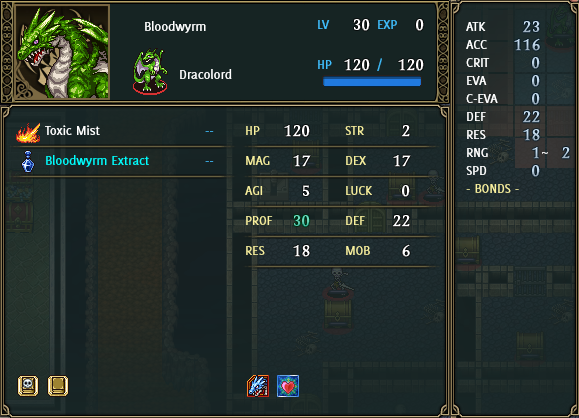 Bloodwyrm
LV 30 EXP 0
Dracolord
HP 120 / 120
Toxic Mist --
Bloodwyrm Extract --
HP 120 STR 2
MAG 17 DEX 17
AGI 5 LUCK 0
PROF 30 DEF 22
RES 18 MOB 6
ATK 23
ACC 116
CRIT 0
EVA 0
C-EVA 0
DEF 22
RES 18
RNG 1~ 2
SPD 0
- BONDS -